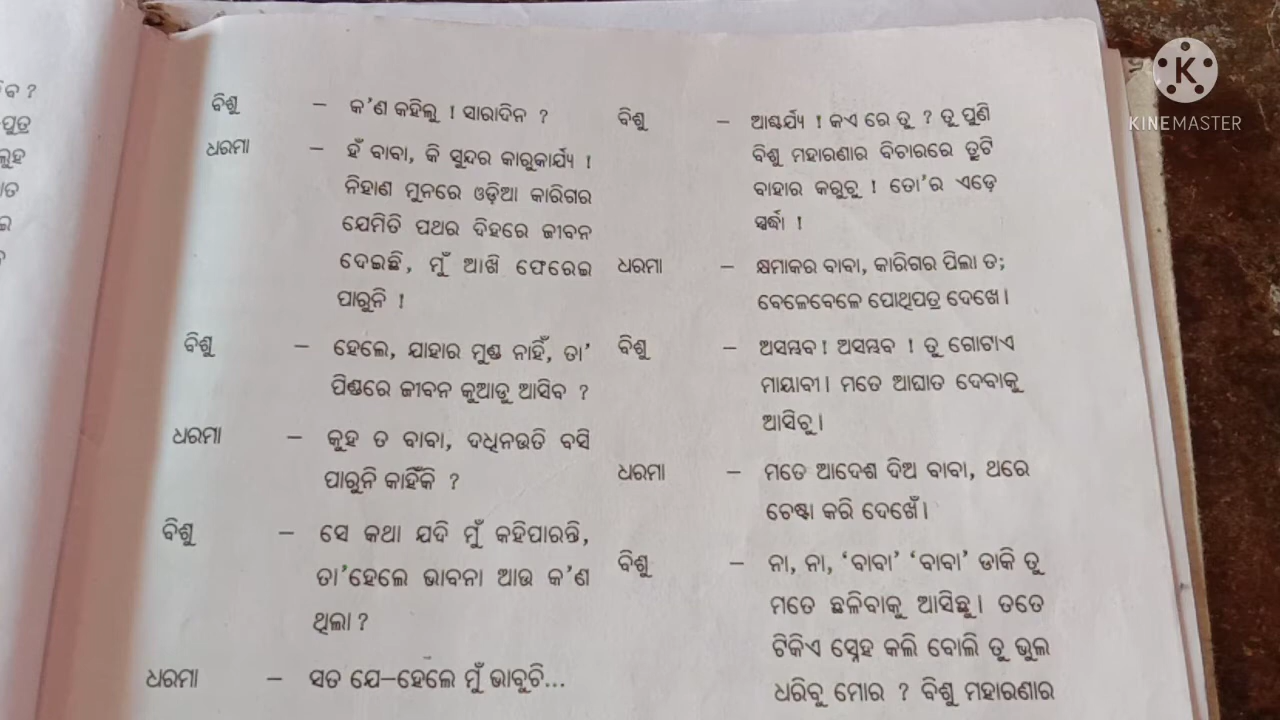 ବିଶୁ – କ'ଣ କହିଲୁ ! ସାରାଦିନ ?
ଧରମା – ହଁ ବାବା, କି ସୁନ୍ଦର କାରୁକାର୍ଯ୍ୟ !
ନିହାଣ ମୁନରେ ଓଡ଼ିଆ କାରିଗର
ଯେମିତି ପଥର ଦିହରେ ଜୀବନ
ଦେଇଛି, ମୁଁ ଆଖି ଫେରେଇ
ପାରୁନି !
ବିଶୁ – ହେଲେ, ଯାହାର ମୁଣ୍ଡ ନାହିଁ, ତା'
ପିଣ୍ଡରେ ଜୀବନ କୁଆଡୁ ଆସିବ ?
ଧରମା – କୁହ ତ ବାବା, ଦଧିନଉତି ବସି
ପାରୁନି କାହିଁକି ?
ବିଶୁ – ସେ କଥା ଯଦି ମୁଁ କହିପାରନ୍ତି,
ତା'ହେଲେ ଭାବନା ଆଉ କ'ଣ
ଥିଲା ?
ଧରମା – ସତ ଯେ–ହେଲେ ମୁଁ ଭାବୁଚି...
ବିଶୁ – ଆଶ୍ଚର୍ଯ୍ୟ ! କଏ ରେ ତୁ ? ତୁ ପୁଣି
ବିଶୁ ମହାରଣାର ବିଚାରରେ ତ୍ରୁଟି
ବାହାର କରୁଚୁ ! ତୋ'ର ଏଡ଼େ
ସ୍ପର୍ଦ୍ଧା !
ଧରମା – କ୍ଷମାକର ବାବା, କାରିଗର ପିଲା ତ;
ବେଳେବେଳେ ପୋଥିପତ୍ର ଦେଖେ।
ବିଶୁ – ଅସମ୍ଭବ! ଅସମ୍ଭବ ! ତୁ ଗୋଟାଏ
ମାୟାବୀ। ମତେ ଆଘାତ ଦେବାକୁ
ଆସିଚୁ।
ଧରମା – ମତେ ଆଦେଶ ଦିଅ ବାବା, ଥରେ
ଚେଷ୍ଟା କରି ଦେଖେଁ।
ବିଶୁ – ନା, ନା, 'ବାବା' 'ବାବା' ଡାକି ତୁ
ମତେ ଛଳିବାକୁ ଆସିଛୁ। ତତେ
ଟିକିଏ ସ୍ନେହ କଲି ବୋଲି ତୁ ଭୁଲ
ଧରିବୁ ମୋର ? ବିଶୁ ମହାରଣାର
KINEMASTER